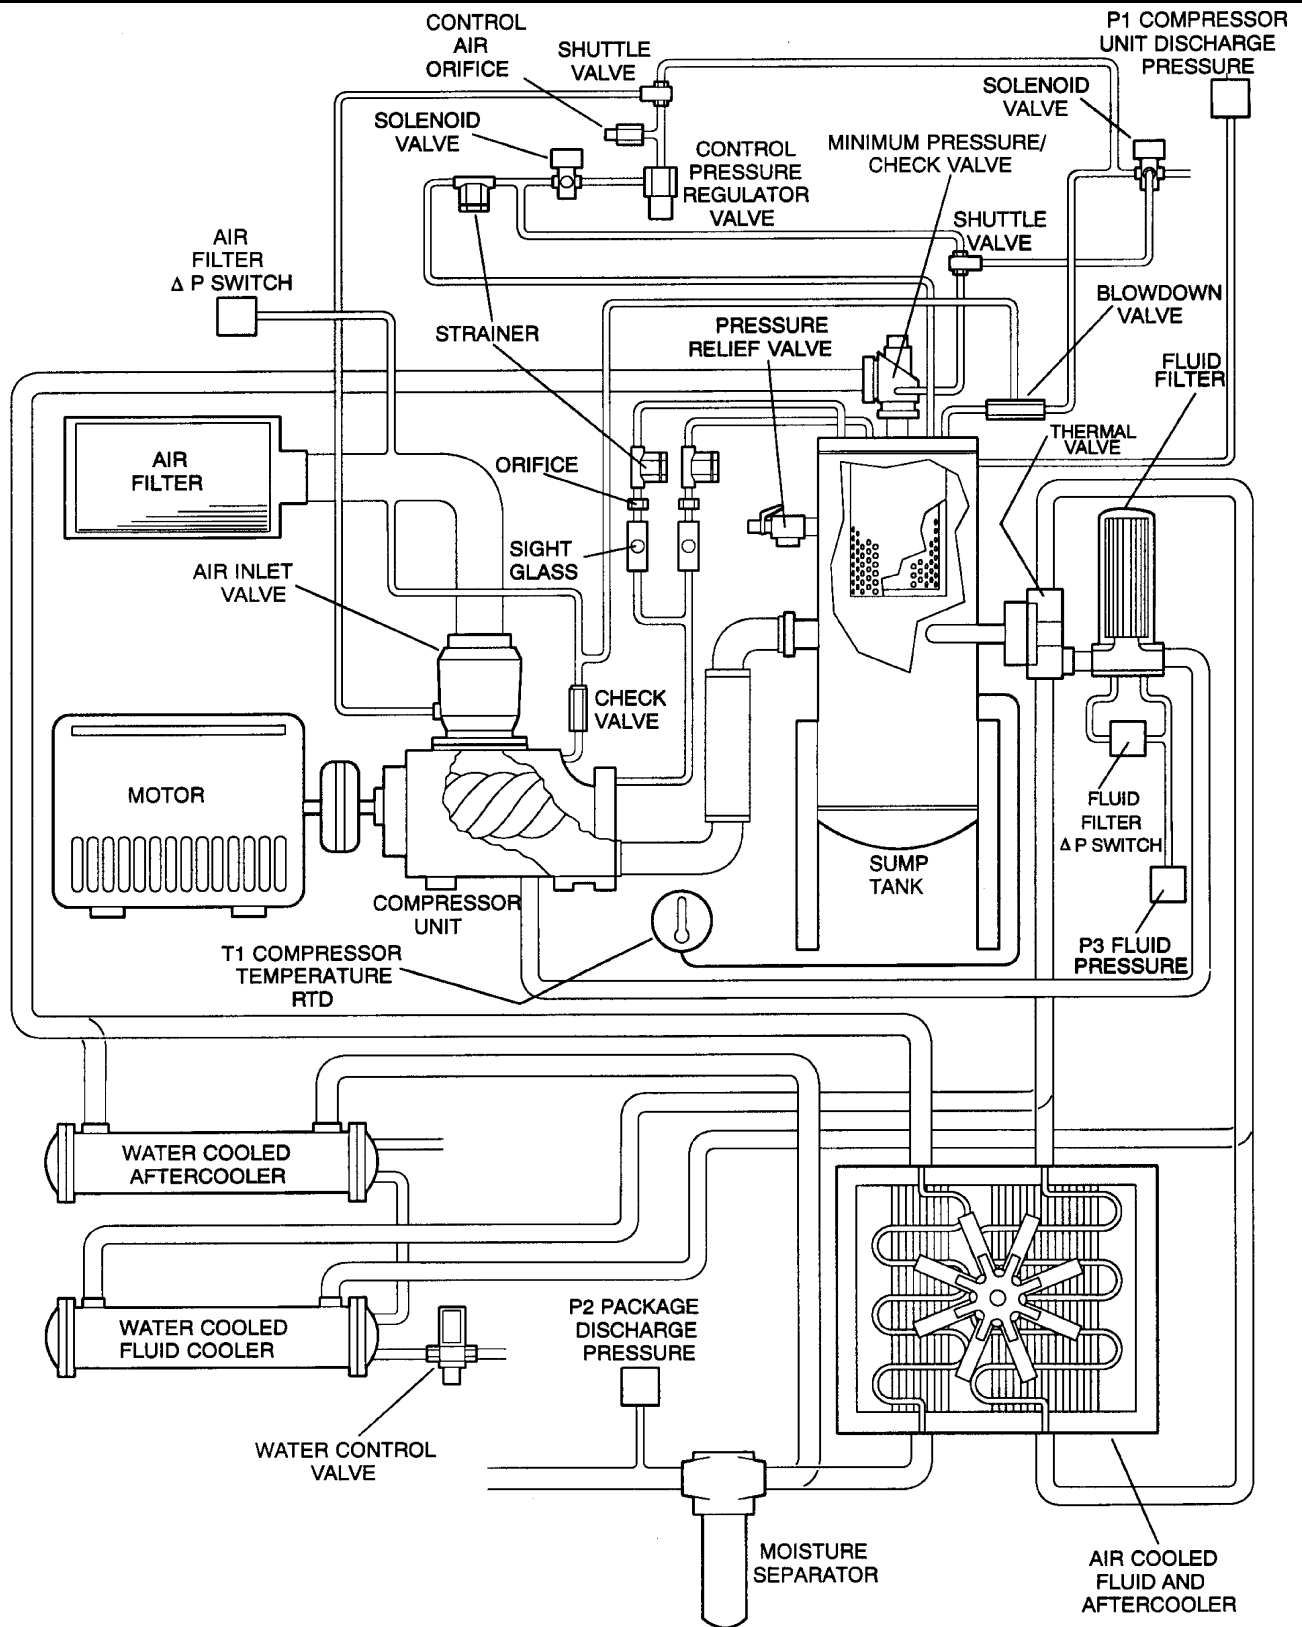 CONTROL
AIR
ORIFICE
SHUTTLE
VALVE
P1 COMPRESSOR
UNIT DISCHARGE
PRESSURE
SOLENOID
VALVE
SOLENOID
VALVE
CONTROL
PRESSURE
REGULATOR
VALVE
MINIMUM PRESSURE/
CHECK VALVE
SHUTTLE
VALVE
AIR
FILTER
Δ P SWITCH
BLOWDOWN
VALVE
STRAINER
PRESSURE
RELIEF VALVE
FLUID
FILTER
THERMAL
VALVE
AIR
FILTER
ORIFICE
SIGHT
GLASS
AIR INLET
VALVE
CHECK
VALVE
MOTOR
FLUID
FILTER
Δ P SWITCH
SUMP
TANK
COMPRESSOR
UNIT
T1 COMPRESSOR
TEMPERATURE
RTD
P3 FLUID
PRESSURE
WATER COOLED
AFTERCOOLER
WATER COOLED
FLUID COOLER
P2 PACKAGE
DISCHARGE
PRESSURE
WATER CONTROL
VALVE
MOISTURE
SEPARATOR
AIR COOLED
FLUID AND
AFTERCOOLER